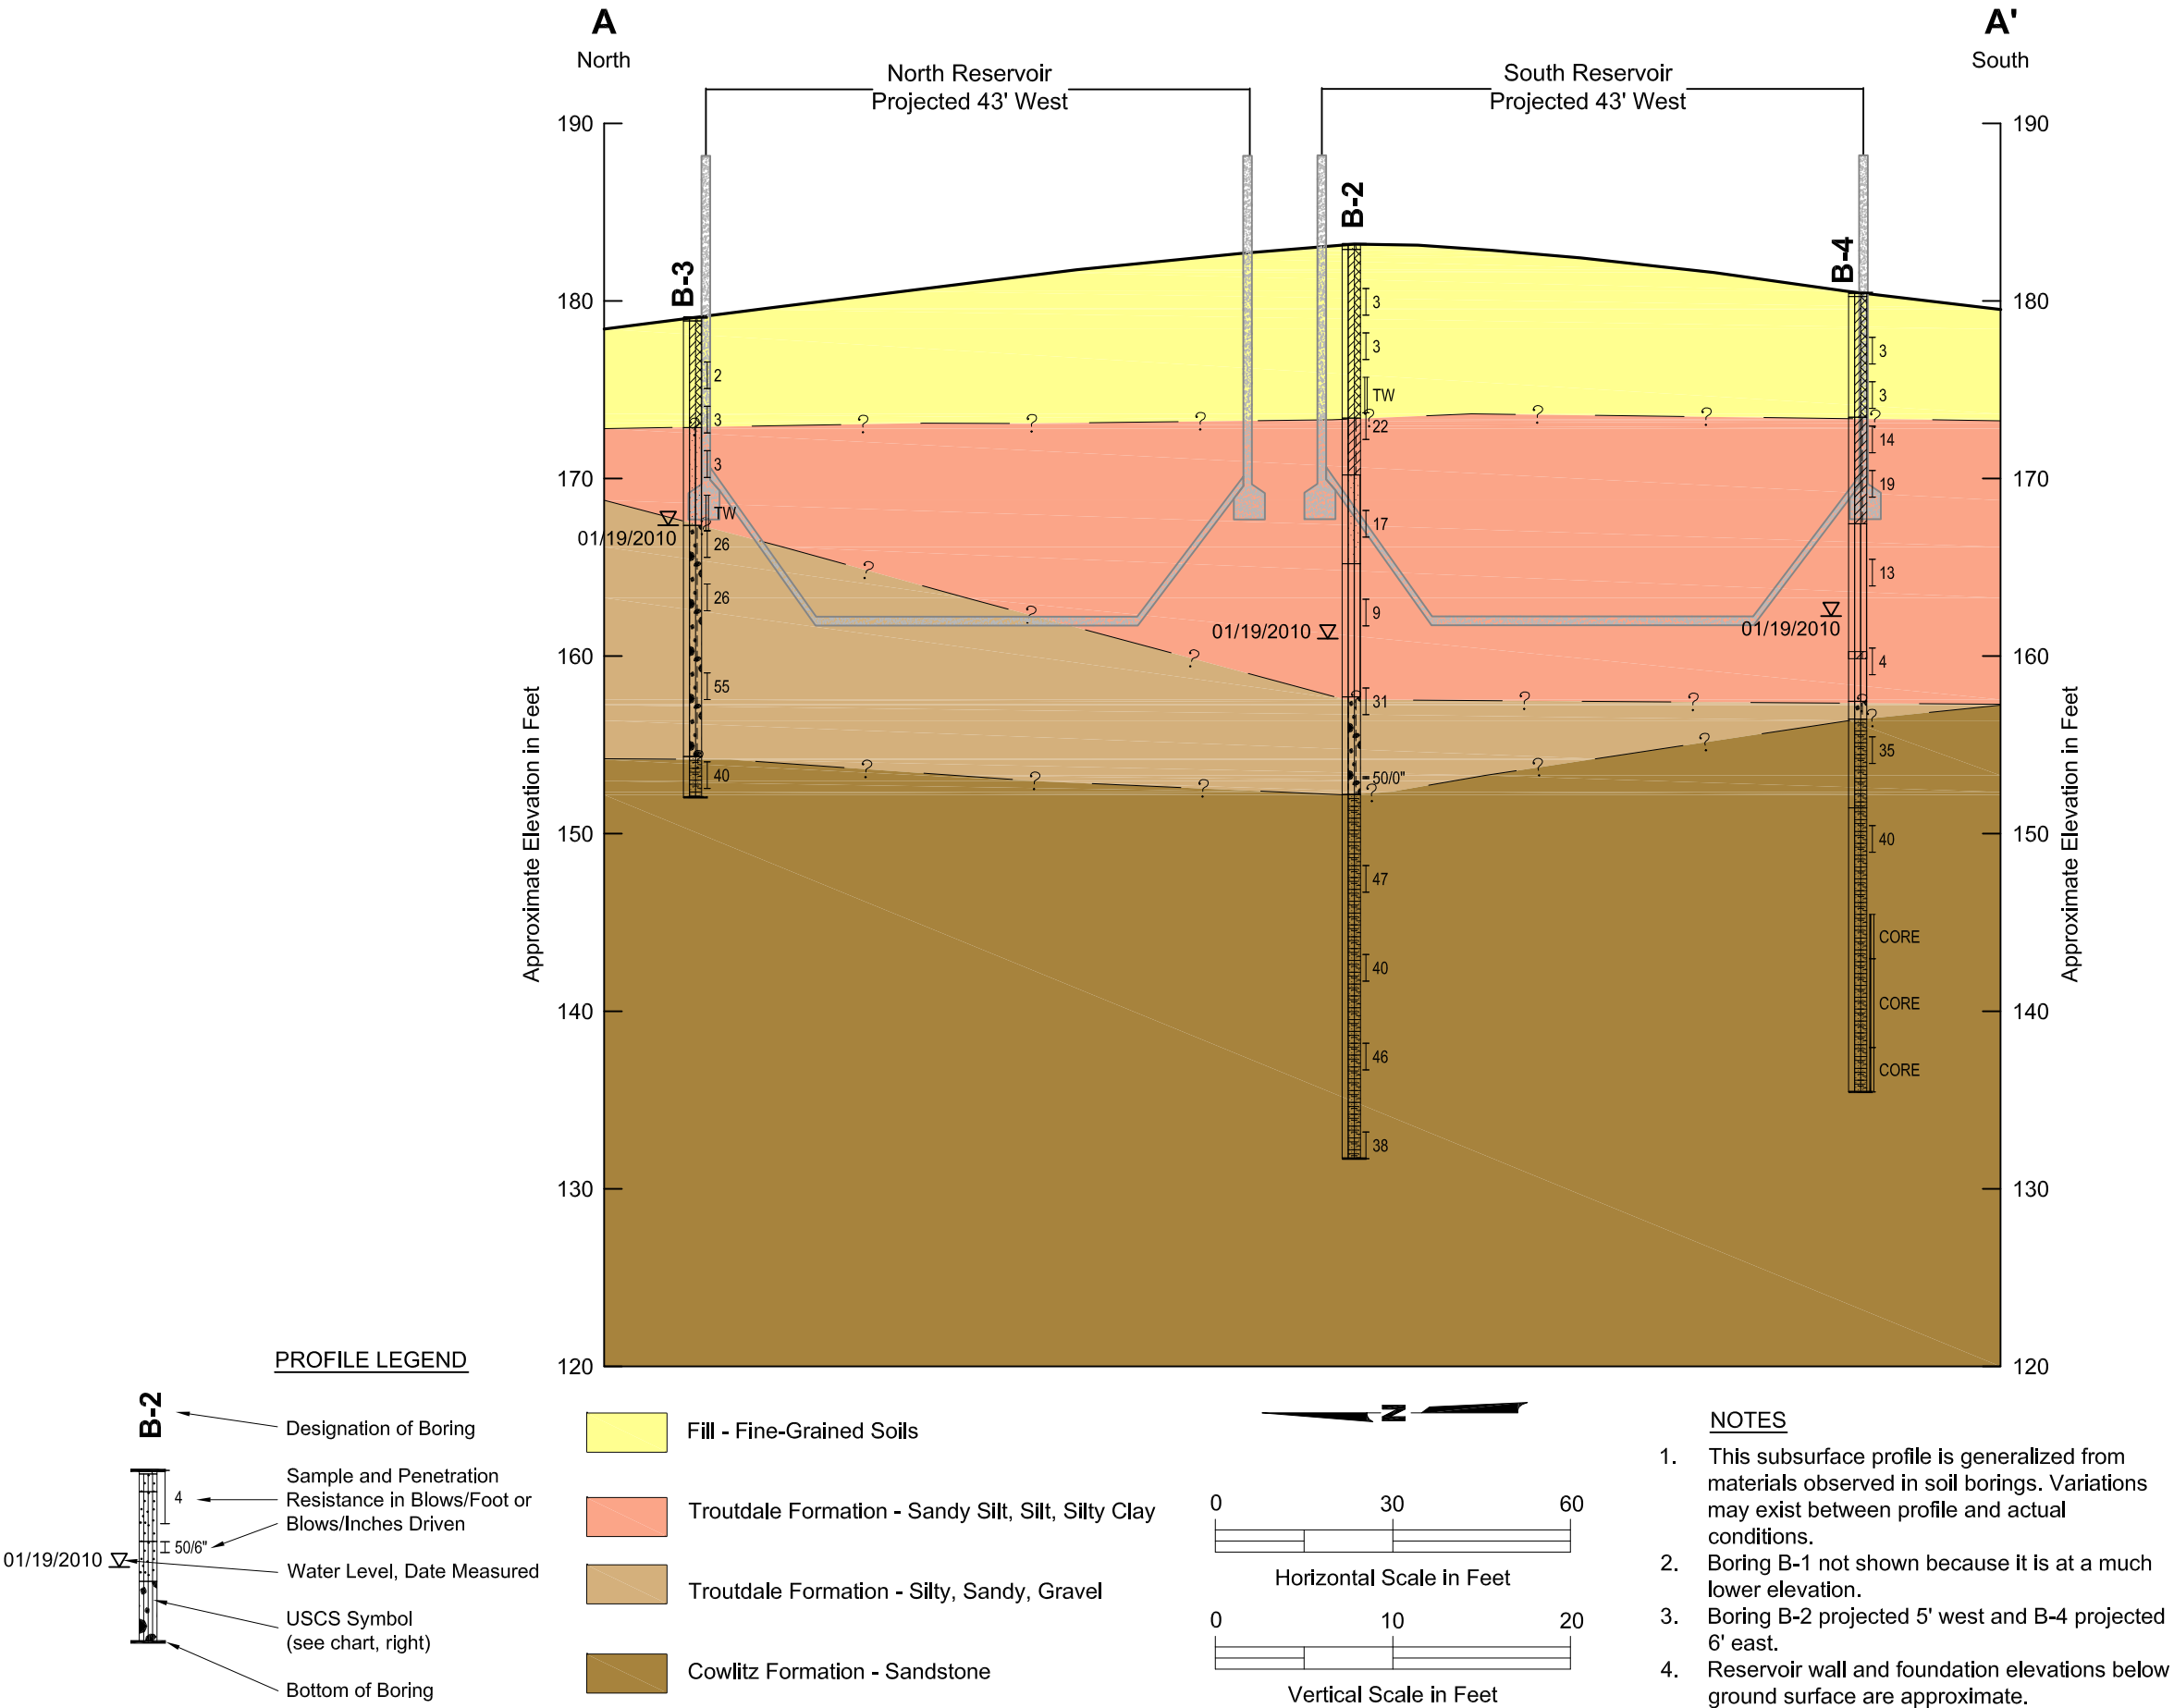 A
North
A'
South
North Reservoir
Projected 43' West
South Reservoir
Projected 43' West
190
180
170
160
150
140
130
120
Approximate Elevation in Feet
190
180
170
160
150
140
130
120
Approximate Elevation in Feet
B-3
2
3
3
TW
26
26
55
40
01/19/2010
B-2
3
3
TW
22
17
9
31
50/0"
47
40
46
38
01/19/2010
B-4
3
3
14
19
13
4
35
40
CORE
CORE
CORE
01/19/2010
? ? ? ? ? ? ? ?
? ? ? ? ? ? ? ?
? ? ? ? ? ? ? ?
PROFILE LEGEND
B-2
Designation of Boring
4
Sample and Penetration
Resistance in Blows/Foot or
Blows/Inches Driven
50/6"
01/19/2010
Water Level, Date Measured
USCS Symbol
(see chart, right)
Bottom of Boring
Fill - Fine-Grained Soils
Troutdale Formation - Sandy Silt, Silt, Silty Clay
Troutdale Formation - Silty, Sandy, Gravel
Cowlitz Formation - Sandstone
N
0 30 60
Horizontal Scale in Feet
0 10 20
Vertical Scale in Feet
NOTES
1. This subsurface profile is generalized from
materials observed in soil borings. Variations
may exist between profile and actual
conditions.
2. Boring B-1 not shown because it is at a much
lower elevation.
3. Boring B-2 projected 5' west and B-4 projected
6' east.
4. Reservoir wall and foundation elevations below
ground surface are approximate.